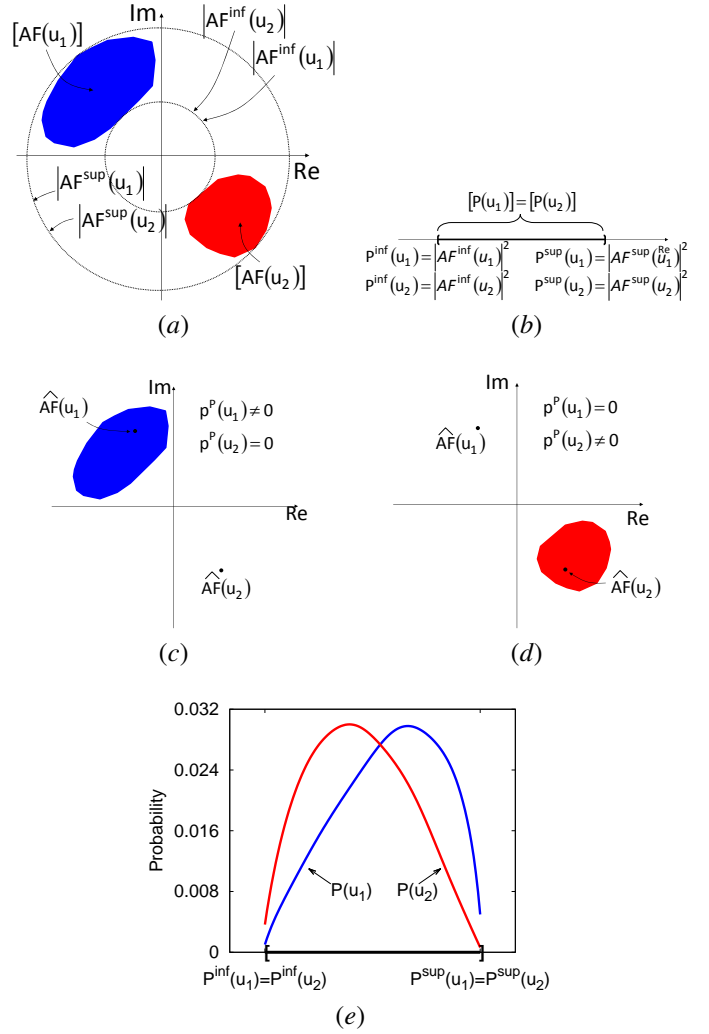 Im
[AF(u₁)]
|AF^inf(u₂)|
|AF^inf(u₁)|
Re
|AF^sup(u₁)|
|AF^sup(u₂)|
[AF(u₂)]
(a)
[P(u₁)]=[P(u₂)]
Re
P^inf(u₁)=|AF^inf(u₁)|² P^sup(u₁)=|AF^sup(u₁)|²
P^inf(u₂)=|AF^inf(u₂)|² P^sup(u₂)=|AF^sup(u₂)|²
(b)
Im
ÂF(u₁)
p^P(u₁)≠0
p^P(u₂)=0
Re
ÂF(u₂)
(c)
Im
p^P(u₁)=0
p^P(u₂)≠0
ÂF(u₁)
Re
ÂF(u₂)
(d)
0.032
0.024
0.016
0.008
0
Probability
P(u₁)
P(u₂)
[ ]
P^inf(u₁)=P^inf(u₂) P^sup(u₁)=P^sup(u₂)
(e)